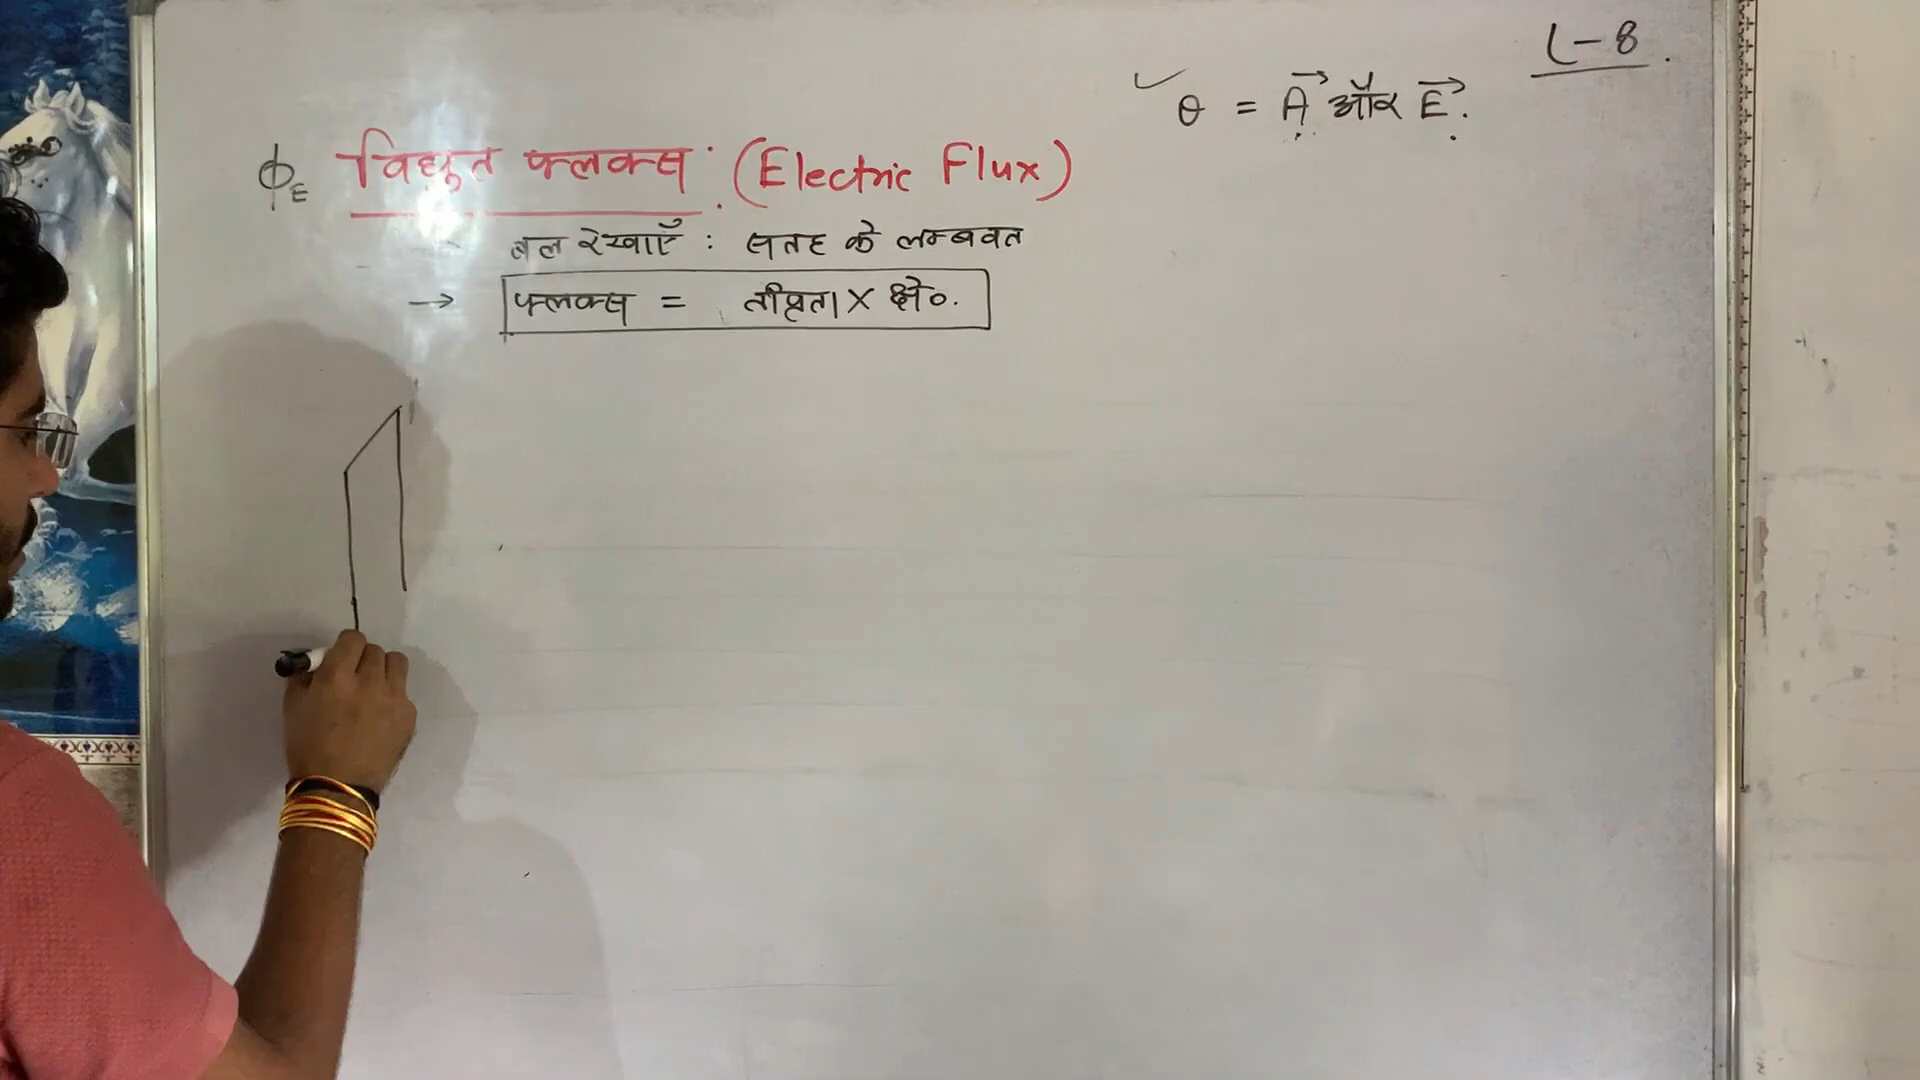 L-8.
θ = A⃗ और E⃗.
ϕE विद्युत फ्लक्स : (Electric Flux)
बल रेखाएँ : सतह के लम्बवत
→ फ्लक्स = तीव्रता X क्षे०.